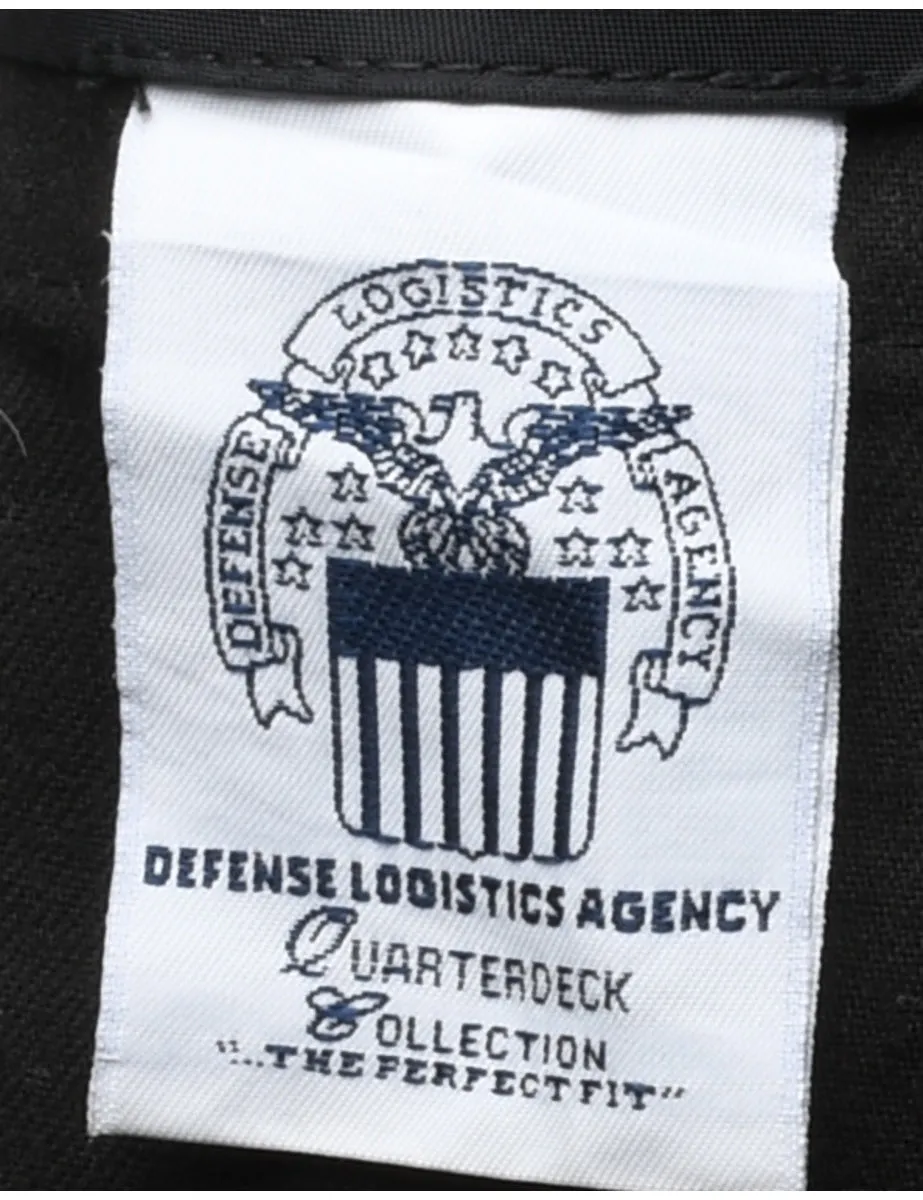 LOGISTICS
DEFENSE
AGENCY
DEFENSE LOGISTICS AGENCY
QUARTERDECK
COLLECTION
"...THE PERFECT FIT"